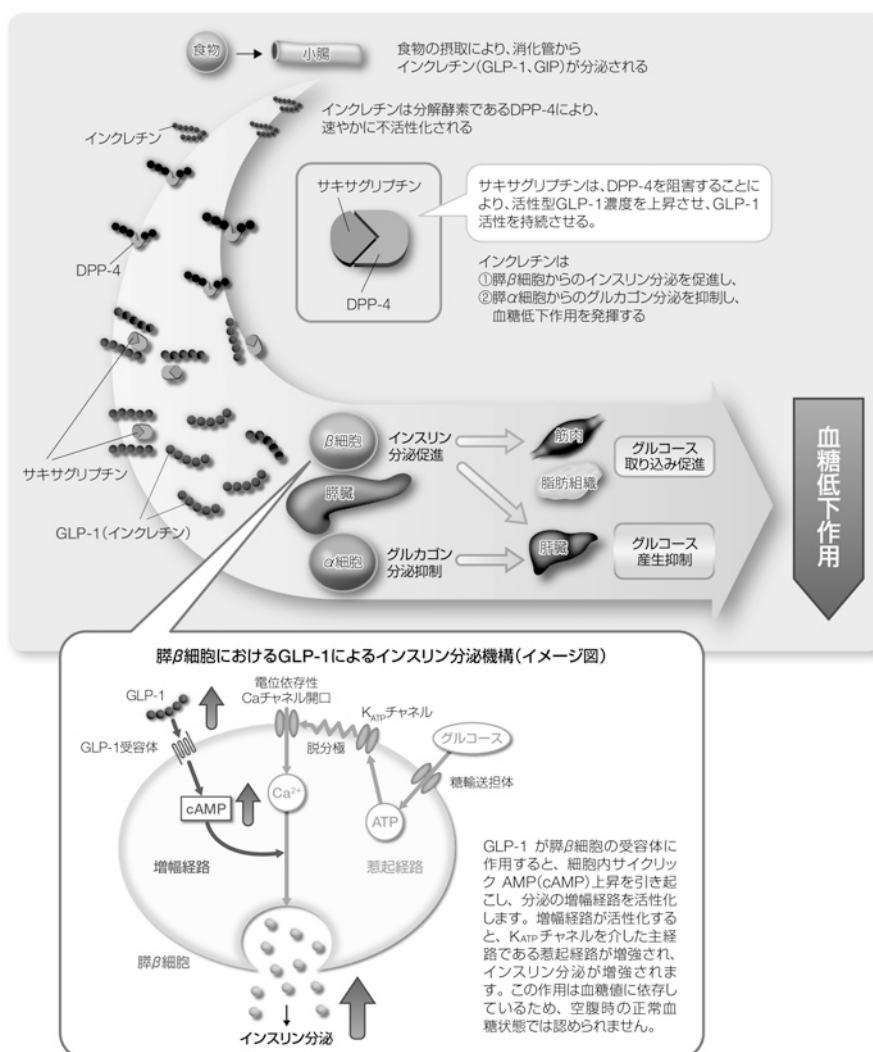 食物
小腸
食物の摂取により、消化管から
インクレチン(GLP-1、GIP)が分泌される
インクレチンは分解酵素であるDPP-4により、
速やかに不活性化される
インクレチン
DPP-4
サキサグリプチン
DPP-4
サキサグリプチンは、DPP-4を阻害することに
より、活性型GLP-1濃度を上昇させ、GLP-1
活性を持続させる。
インクレチンは
①膵β細胞からのインスリン分泌を促進し、
②膵α細胞からのグルカゴン分泌を抑制し、
血糖低下作用を発揮する
サキサグリプチン
GLP-1(インクレチン)
β細胞
インスリン
分泌促進
膵臓
α細胞
グルカゴン
分泌抑制
筋肉
脂肪組織
肝臓
グルコース
取り込み促進
グルコース
産生抑制
血糖低下作用
膵β細胞におけるGLP-1によるインスリン分泌機構(イメージ図)
GLP-1
GLP-1受容体
cAMP
増幅経路
電位依存性
Caチャネル開口
Ca²⁺
脱分極
KATPチャネル
グルコース
糖輸送担体
ATP
惹起経路
膵β細胞
インスリン分泌
GLP-1 が膵β細胞の受容体に
作用すると、細胞内サイクリック
AMP(cAMP)上昇を引き起
こし、分泌の増幅経路を活性化
します。増幅経路が活性化する
と、KATPチャネルを介した主経
路である惹起経路が増強され、
インスリン分泌が増強されま
す。この作用は血糖値に依存し
ているため、空腹時の正常血
糖状態では認められません。